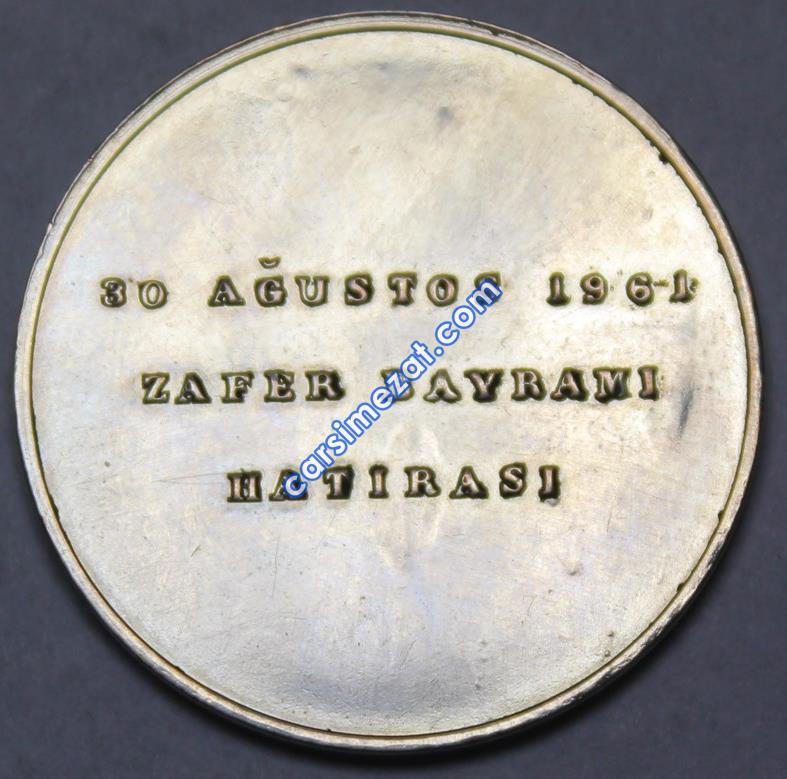 30 AĞUSTOS 1961
ZAFER BAYRAMI
HATIRASI
carsimezat.com